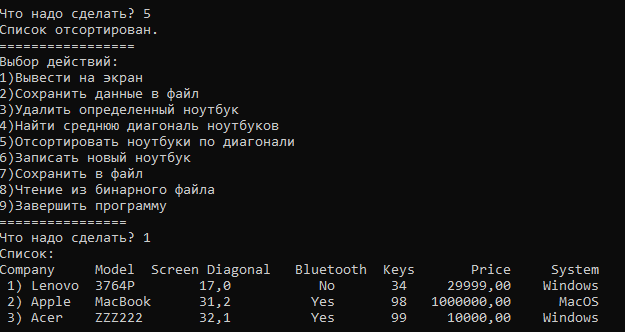 Что надо сделать? 5
Список отсортирован.
=================
Выбор действий:
1)Вывести на экран
2)Сохранить данные в файл
3)Удалить определенный ноутбук
4)Найти среднюю диагональ ноутбуков
5)Отсортировать ноутбуки по диагонали
6)Записать новый ноутбук
7)Сохранить в файл
8)Чтение из бинарного файла
9)Завершить программу
================
Что надо сделать? 1
Список:
Company     Model  Screen Diagonal   Bluetooth  Keys       Price     System
 1) Lenovo  3764P        17,0           No       34     29999,00    Windows
 2) Apple   MacBook      31,2          Yes       98   1000000,00      MacOS
 3) Acer    ZZZ222       32,1          Yes       99     10000,00    Windows